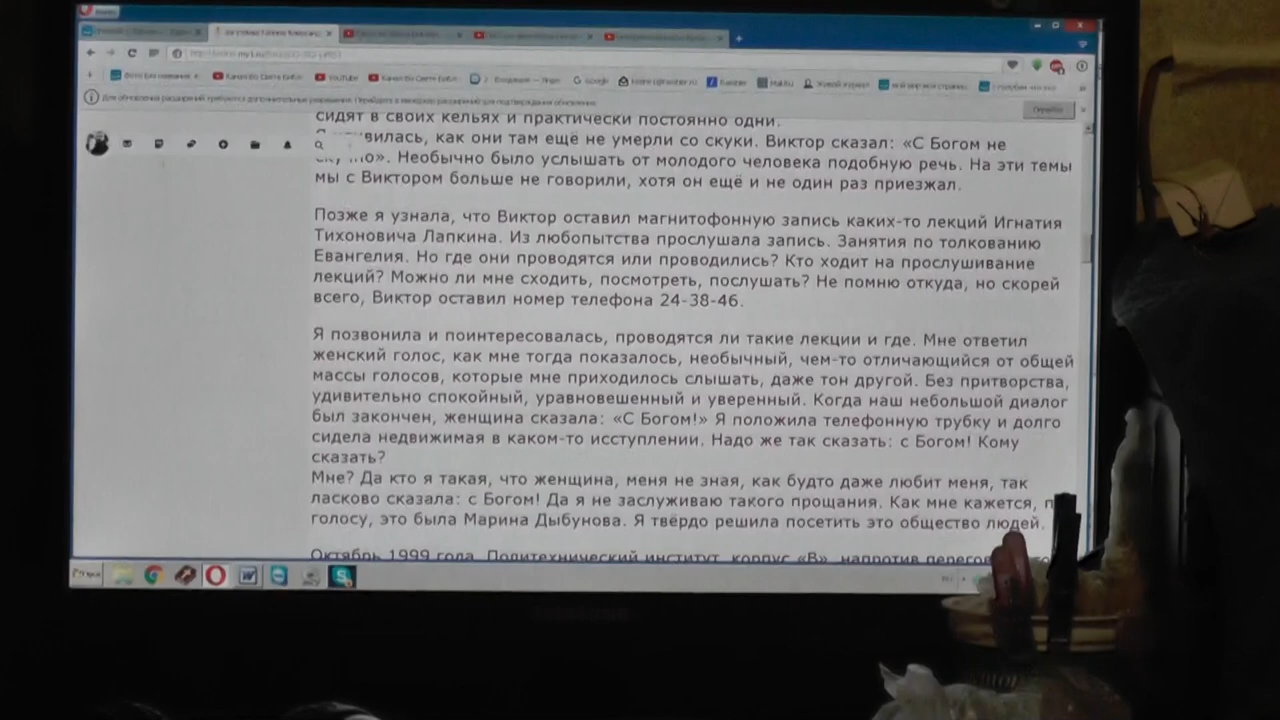 YouTube
Google
сидят в своих кельях и практически постоянно одни.
вилась, как они там ещё не умерли со скуки. Виктор сказал: «С Богом не
Необычно было услышать от молодого человека подобную речь. На эти темы
мы с Виктором больше не говорили, хотя он ещё и не один раз приезжал.
Позже я узнала, что Виктор оставил магнитофонную запись каких-то лекций Игнатия
Тихоновича Лапкина. Из любопытства прослушала запись. Занятия по толкованию
Евангелия. Но где они проводятся или проводились? Кто ходит на прослушивание
лекций? Можно ли мне сходить, посмотреть, послушать? Не помню откуда, но скорей
всего, Виктор оставил номер телефона 24-38-46.
Я позвонила и поинтересовалась, проводятся ли такие лекции и где. Мне ответил
женский голос, как мне тогда показалось, необычный, чем-то отличающийся от общей
массы голосов, которые мне приходилось слышать, даже тон другой. Без притворства,
удивительно спокойный, уравновешенный и уверенный. Когда наш небольшой диалог
был закончен, женщина сказала: «С Богом!» Я положила телефонную трубку и долго
сидела недвижимая в каком-то исступлении. Надо же так сказать: с Богом! Кому
сказать?
Мне? Да кто я такая, что женщина, меня не зная, как будто даже любит меня, так
ласково сказала: с Богом! Да я не заслуживаю такого прощания. Как мне кажется, п
голосу, это была Марина Дыбунова. Я твёрдо решила посетить это общество людей.
Октябрь 1999 года. Политехнический институт, корпус «В», напротив